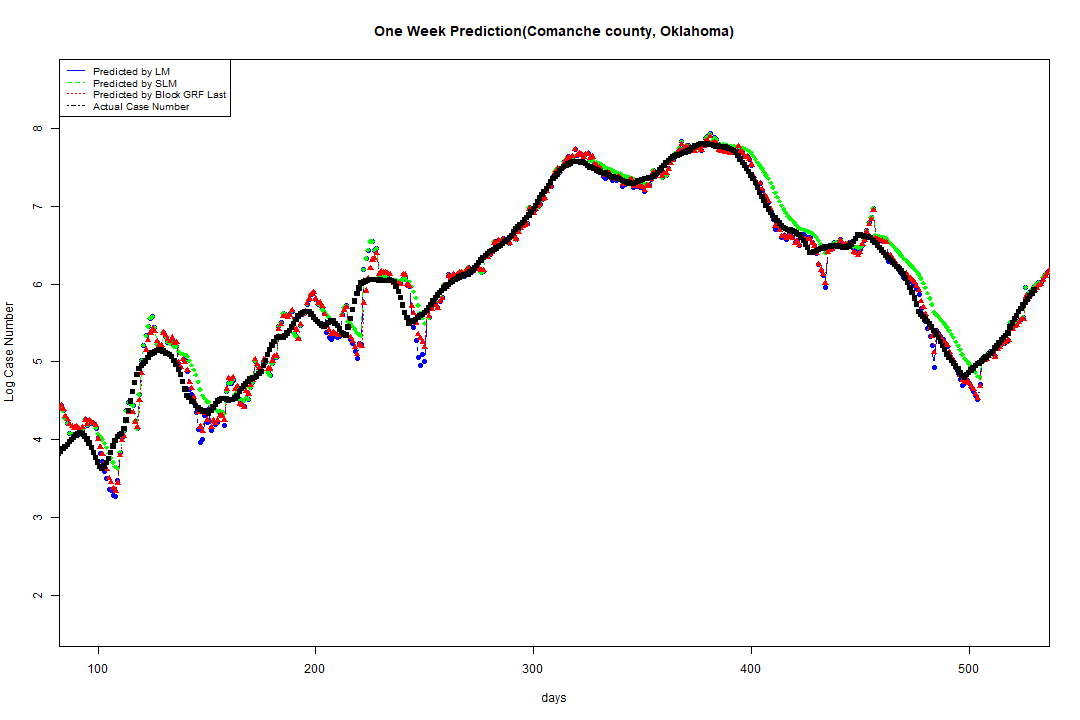 One Week Prediction(Comanche county, Oklahoma)
Predicted by LM
Predicted by SLM
Predicted by Block GRF Last
Actual Case Number
8
7
6
5
4
3
2
Log Case Number
100 200 300 400 500
days